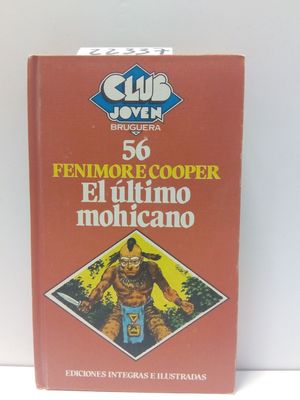 22337
CLUB
JOVEN
BRUGUERA
56
FENIMORE COOPER
El último
mohicano
EDICIONES INTEGRAS E ILUSTRADAS